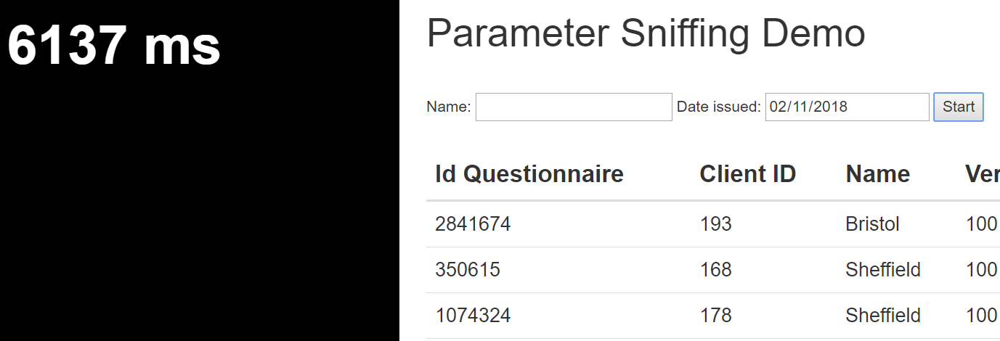 6137 ms
Parameter Sniffing Demo
Name: Date issued: 02/11/2018 Start
Id Questionnaire Client ID Name Ver
2841674 193 Bristol 100
350615 168 Sheffield 100
1074324 178 Sheffield 100